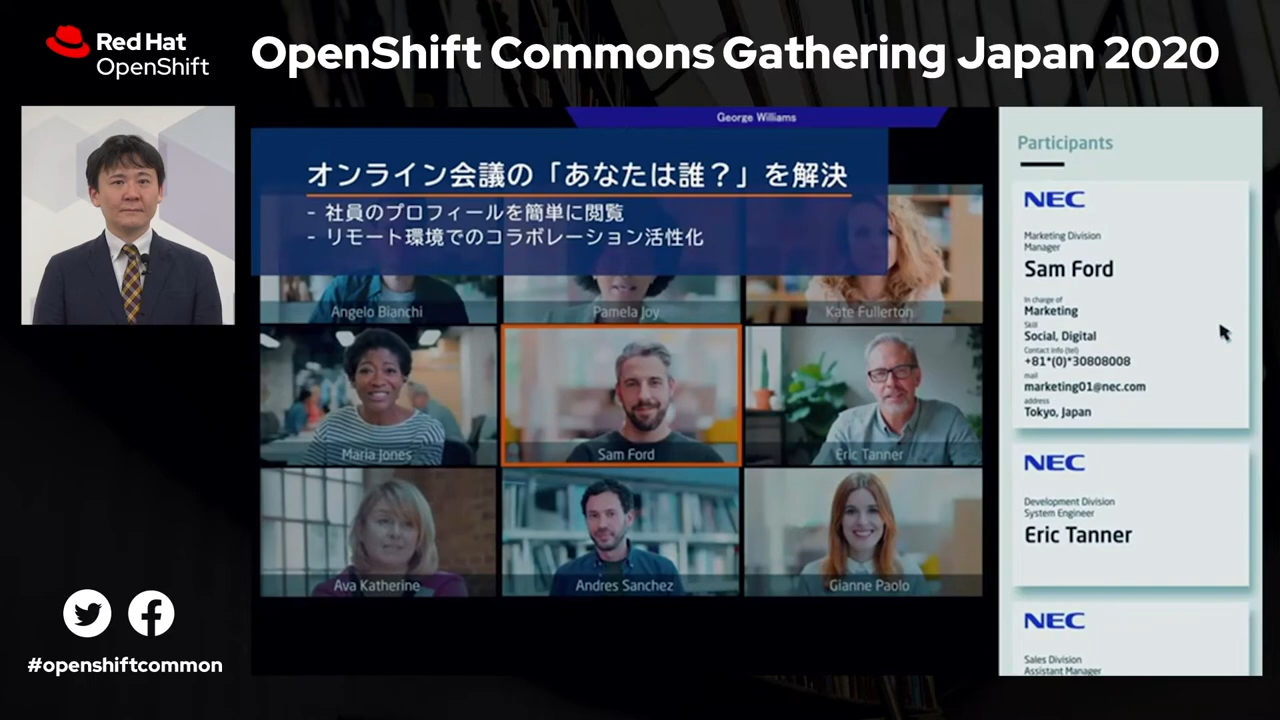 Red Hat
OpenShift
OpenShift Commons Gathering Japan 2020
George Williams
オンライン会議の「あなたは誰？」を解決
- 社員のプロフィールを簡単に閲覧
- リモート環境でのコラボレーション活性化
Angelo Bianchi
Pamela Joy
Kate Fullerton
Maria Jones
Sam Ford
Eric Tanner
Ava Katherine
Andres Sanchez
Gianne Paolo
Participants
NEC
Marketing Division
Manager
Sam Ford
In charge of
Marketing
Skill
Social, Digital
Contact Info (tel)
+81*(0)*30808008
mail
marketing01@nec.com
address
Tokyo, Japan
NEC
Development Division
System Engineer
Eric Tanner
NEC
Sales Division
Assistant Manager
#openshiftcommon